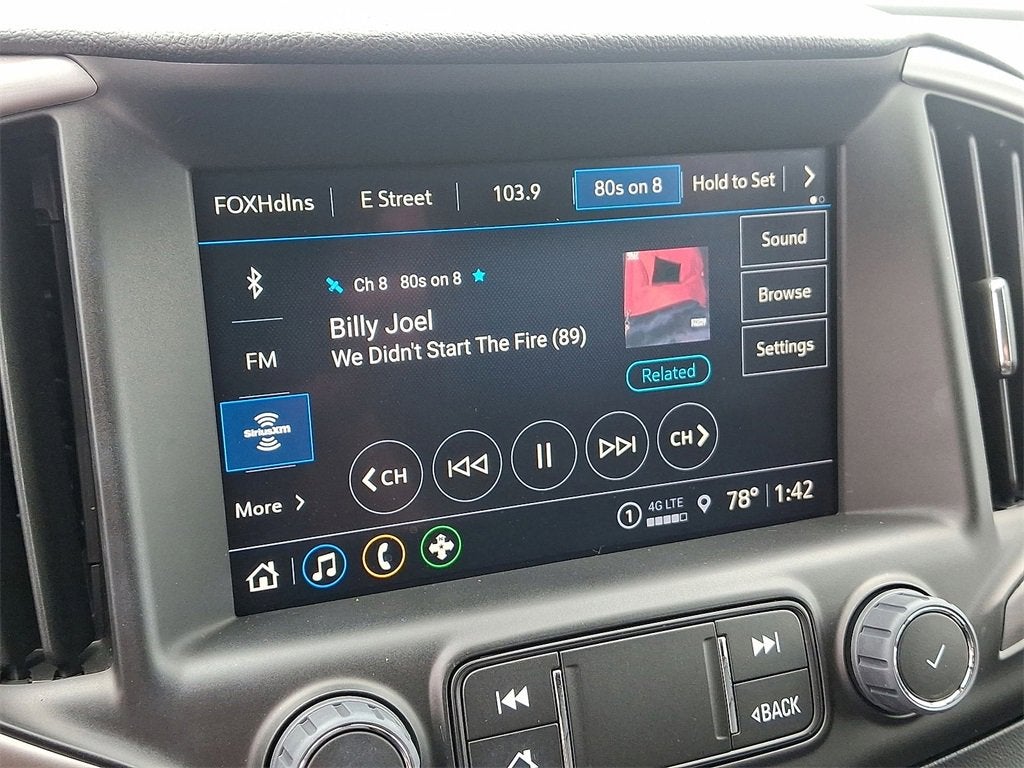 FOXHdlns E Street 103.9 80s on 8 Hold to Set
Ch 8 80s on 8
Billy Joel
We Didn't Start The Fire (89)
Related
Sound
Browse
Settings
FM
SiriusXM
More
CH
CH
1 4G LTE 78° 1:42
BACK